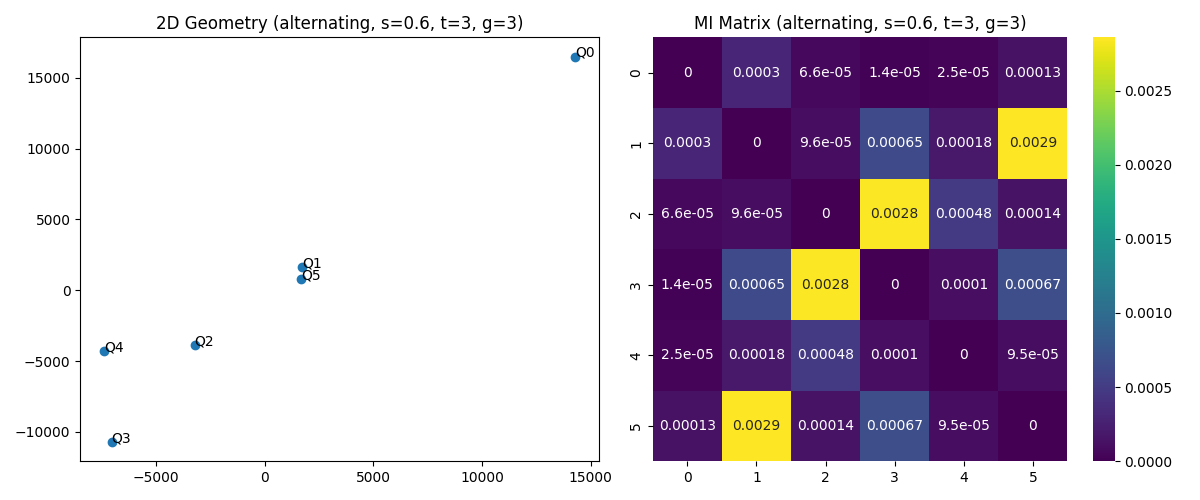 2D Geometry (alternating, s=0.6, t=3, g=3)
15000
10000
5000
0
−5000
−10000
−5000 0 5000 10000 15000
Q0
Q1
Q5
Q2
Q4
Q3
MI Matrix (alternating, s=0.6, t=3, g=3)
0 0 0.0003 6.6e-05 1.4e-05 2.5e-05 0.00013
1 0.0003 0 9.6e-05 0.00065 0.00018 0.0029
2 6.6e-05 9.6e-05 0 0.0028 0.00048 0.00014
3 1.4e-05 0.00065 0.0028 0 0.0001 0.00067
4 2.5e-05 0.00018 0.00048 0.0001 0 9.5e-05
5 0.00013 0.0029 0.00014 0.00067 9.5e-05 0
0 1 2 3 4 5
0.0025
0.0020
0.0015
0.0010
0.0005
0.0000